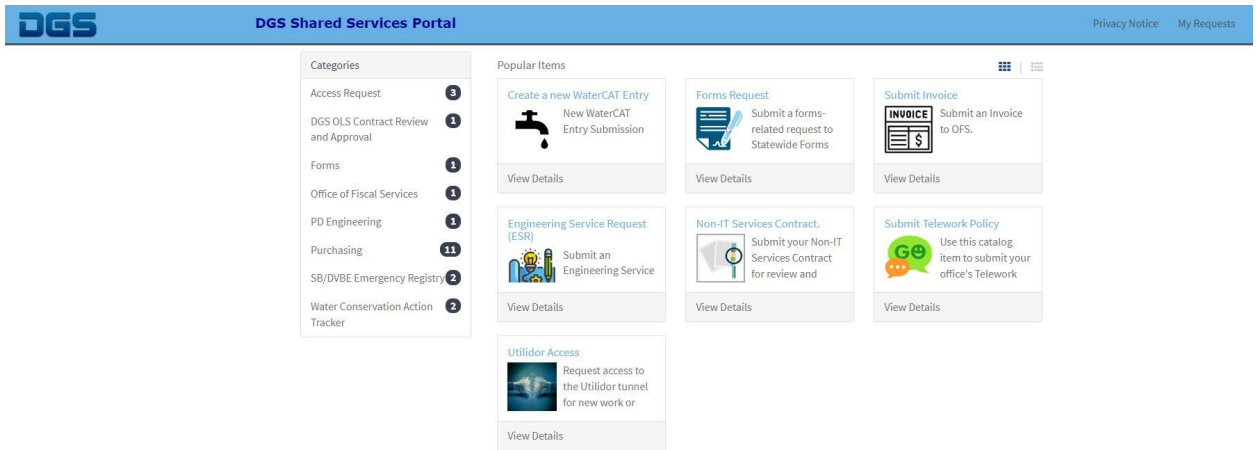 DGS
DGS Shared Services Portal
Privacy Notice
My Requests
Categories
Access Request 3
DGS OLS Contract Review 1
and Approval
Forms 1
Office of Fiscal Services 1
PD Engineering 1
Purchasing 11
SB/DVBE Emergency Registry 2
Water Conservation Action 2
Tracker
Popular Items
Create a new WaterCAT Entry
New WaterCAT
Entry Submission
View Details
Forms Request
Submit a forms-
related request to
Statewide Forms
View Details
Submit Invoice
INVOICE
$
Submit an Invoice
to OFS.
View Details
Engineering Service Request
(ESR)
Submit an
Engineering Service
View Details
Non-IT Services Contract.
Submit your Non-IT
Services Contract
for review and
View Details
Submit Telework Policy
GO
Use this catalog
item to submit your
office's Telework
View Details
Utilidor Access
Request access to
the Utilidor tunnel
for new work or
View Details